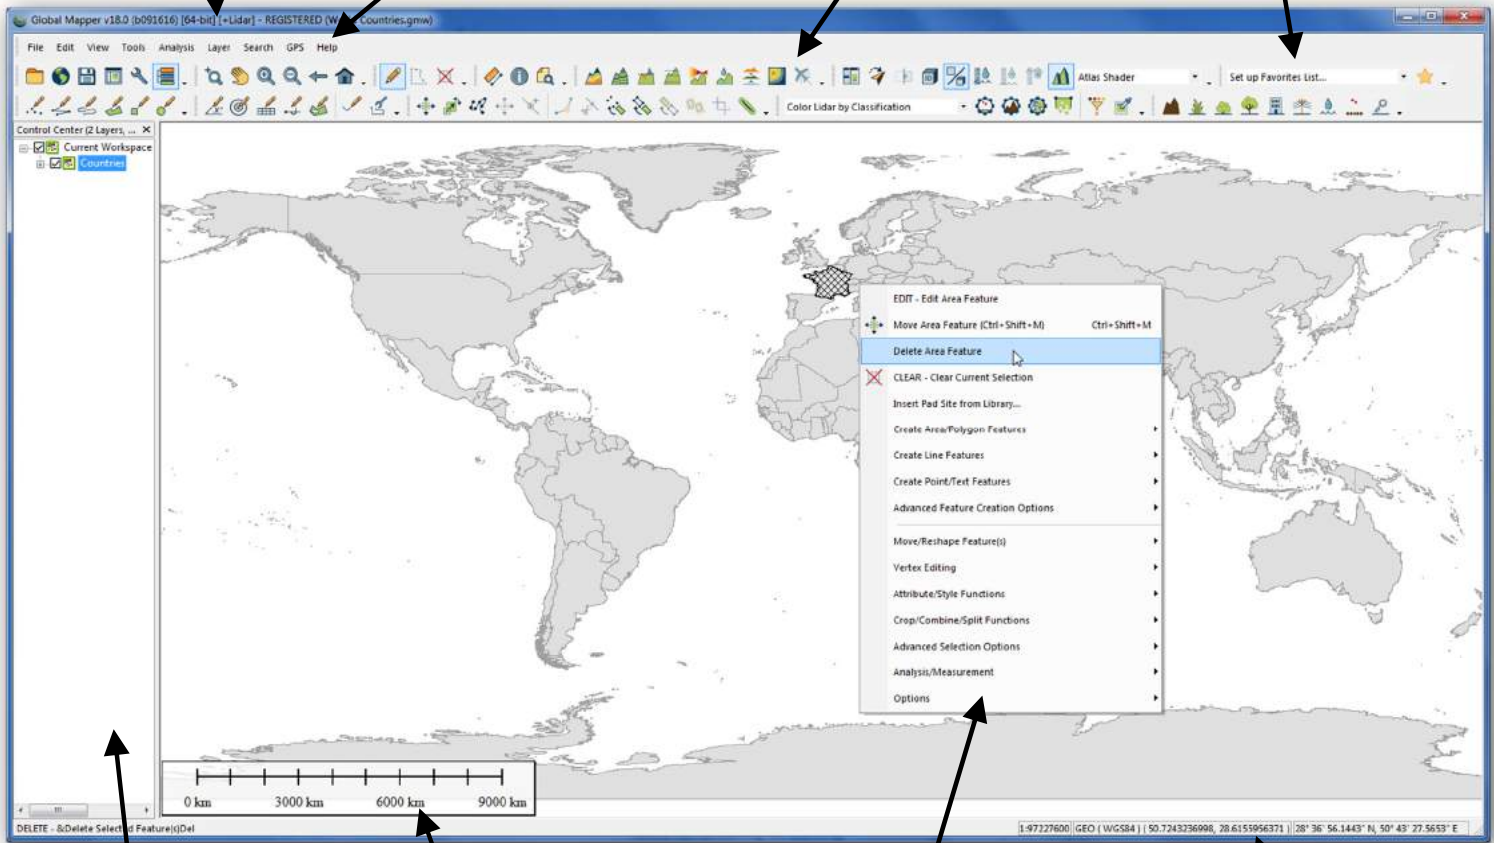 Global Mapper v18.0 (b091616) [64-bit] [+Lidar] - REGISTERED (W Countries.gmw)
File Edit View Tools Analysis Layer Search GPS Help
Atlas Shader
Set up Favorites List...
Color Lidar by Classification
Control Center (2 Layers, ...
Current Workspace
Countries
EDIT - Edit Area Feature
Move Area Feature (Ctrl+Shift+M) Ctrl+Shift+M
Delete Area Feature
CLEAR - Clear Current Selection
Insert Pad Site from Library...
Create Area/Polygon Features
Create Line Features
Create Point/Text Features
Advanced Feature Creation Options
Move/Reshape Feature(s)
Vertex Editing
Attribute/Style Functions
Crop/Combine/Split Functions
Advanced Selection Options
Analysis/Measurement
Options
0 km 3000 km 6000 km 9000 km
DELETE - &Delete Selected Feature(s)Del
1:97227600 GEO ( WGS84 ) ( 50.7243236998, 28.6155956371 ) 28° 36' 56.1443" N, 50° 43' 27.5653" E